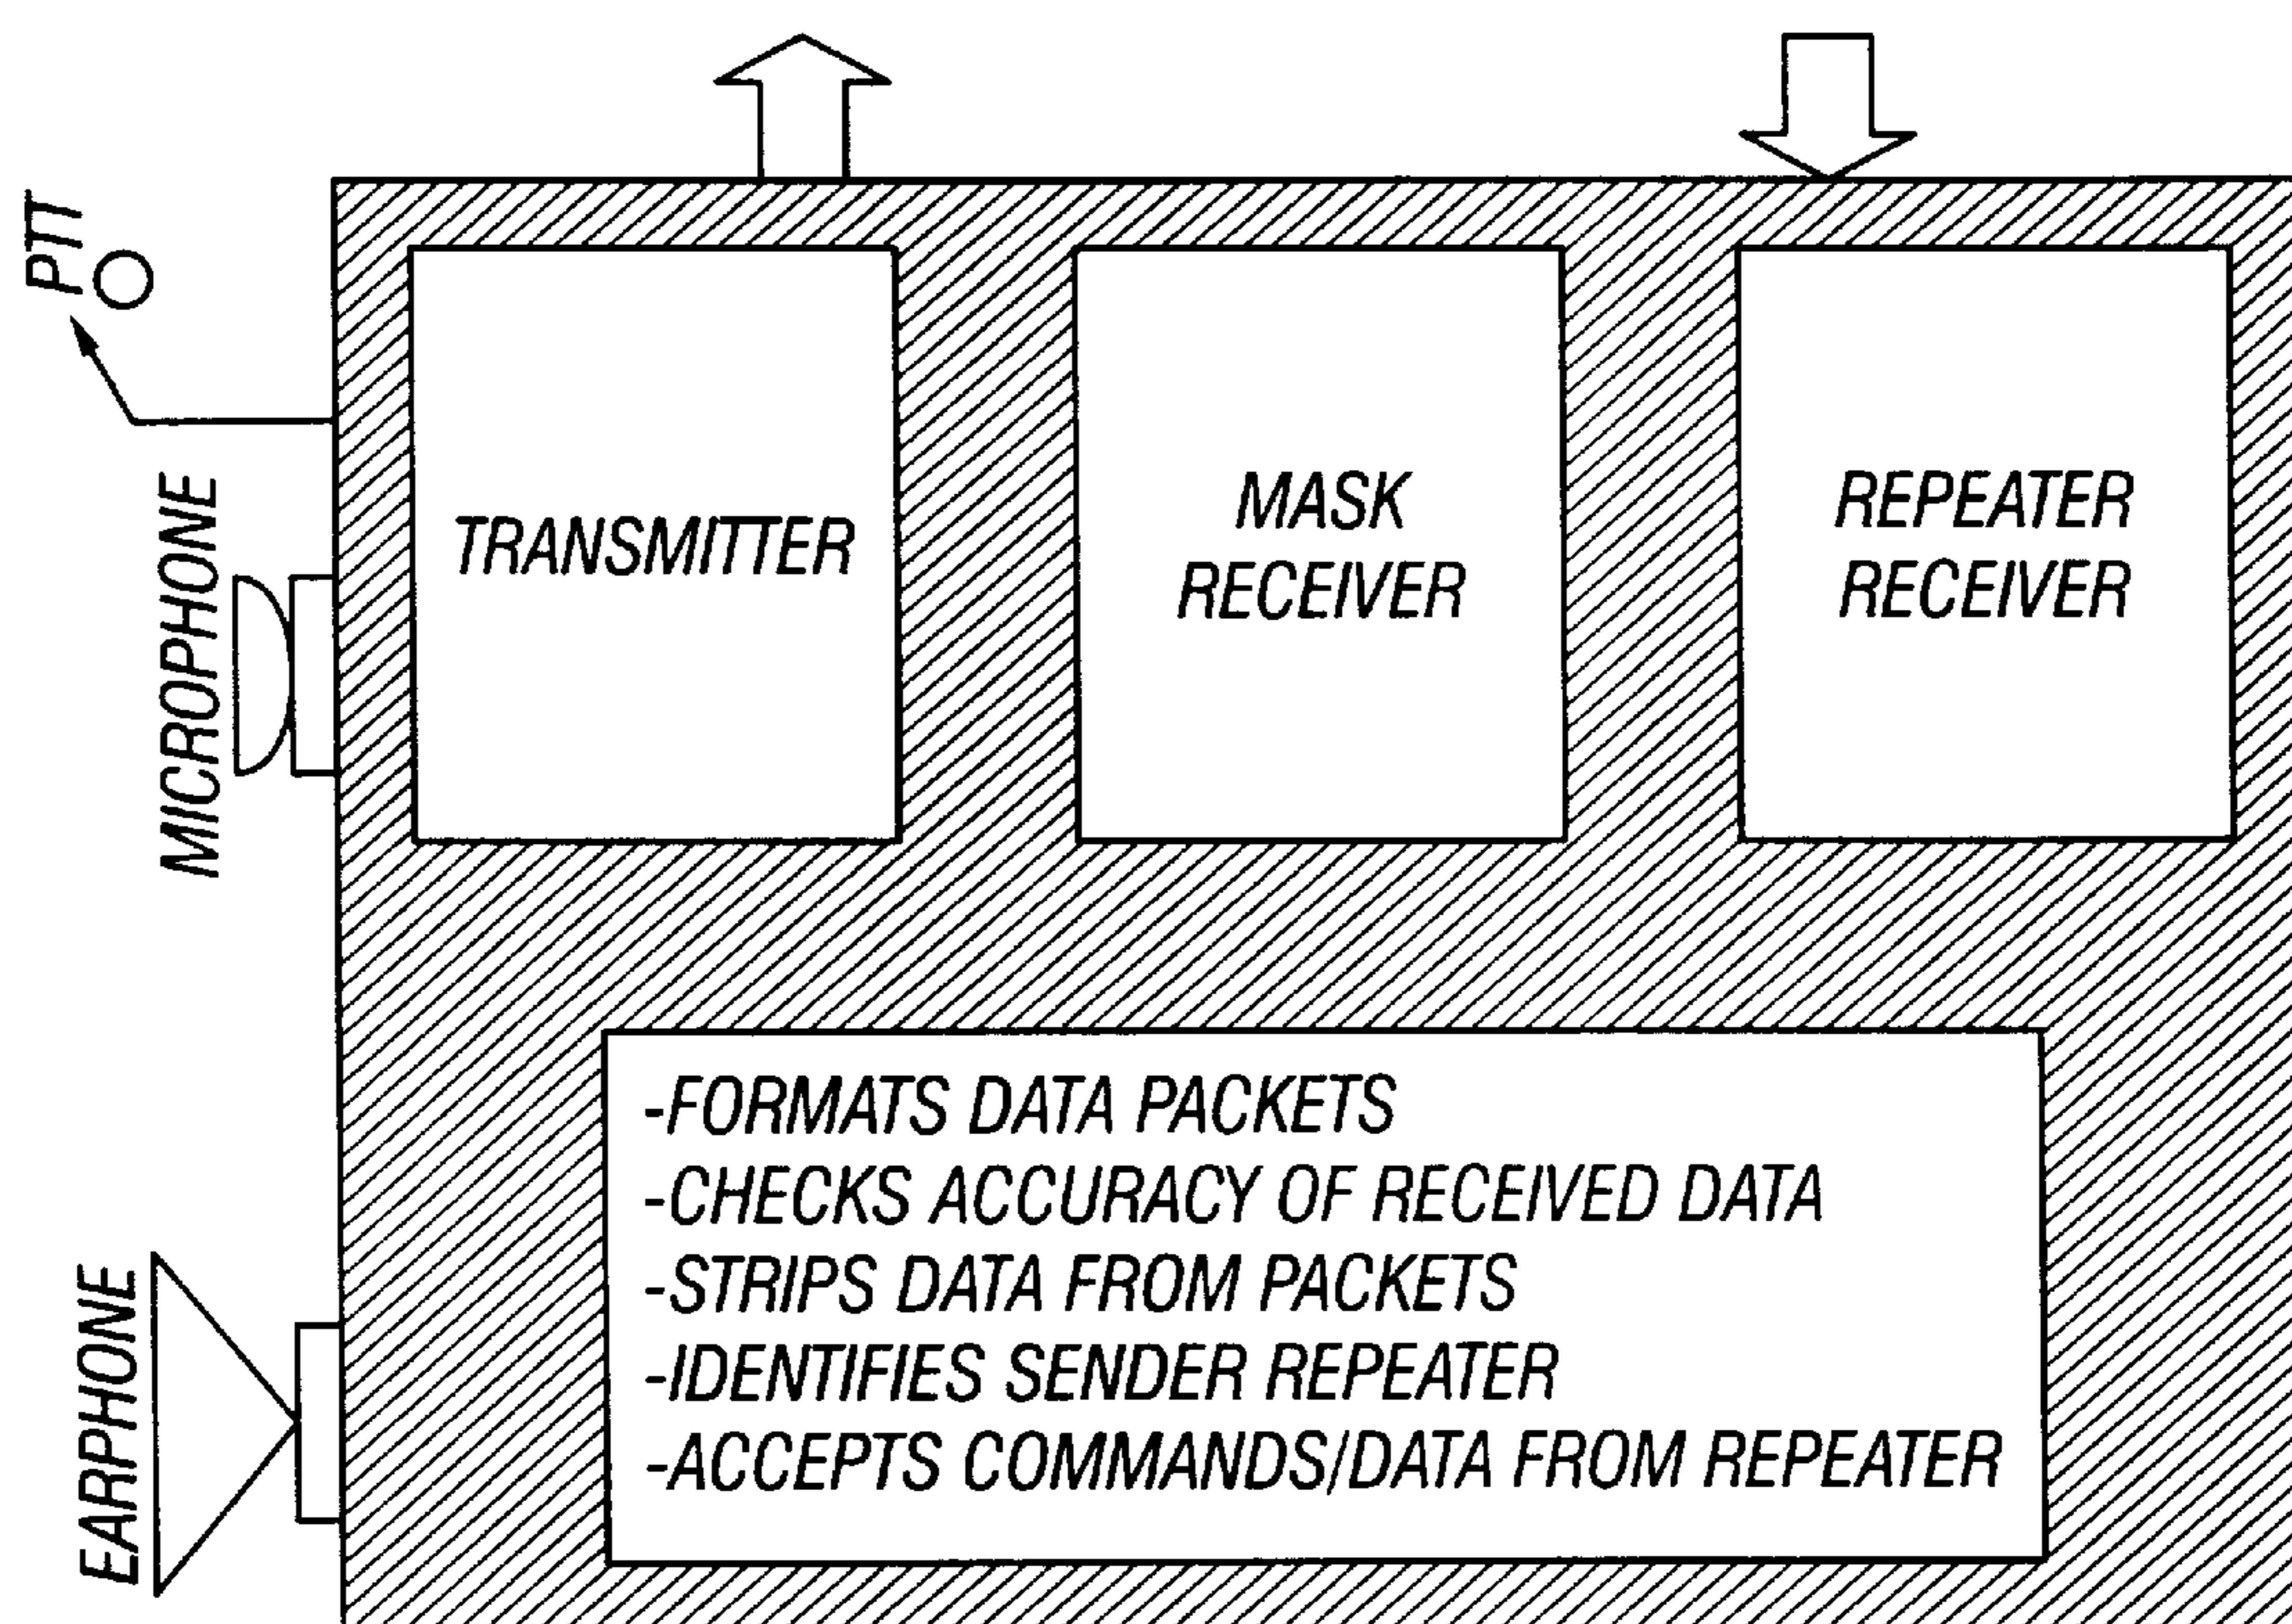 PTT
MICROPHONE
EARPHONE
TRANSMITTER
MASK
RECEIVER
REPEATER
RECEIVER
-FORMATS DATA PACKETS
-CHECKS ACCURACY OF RECEIVED DATA
-STRIPS DATA FROM PACKETS
-IDENTIFIES SENDER REPEATER
-ACCEPTS COMMANDS/DATA FROM REPEATER